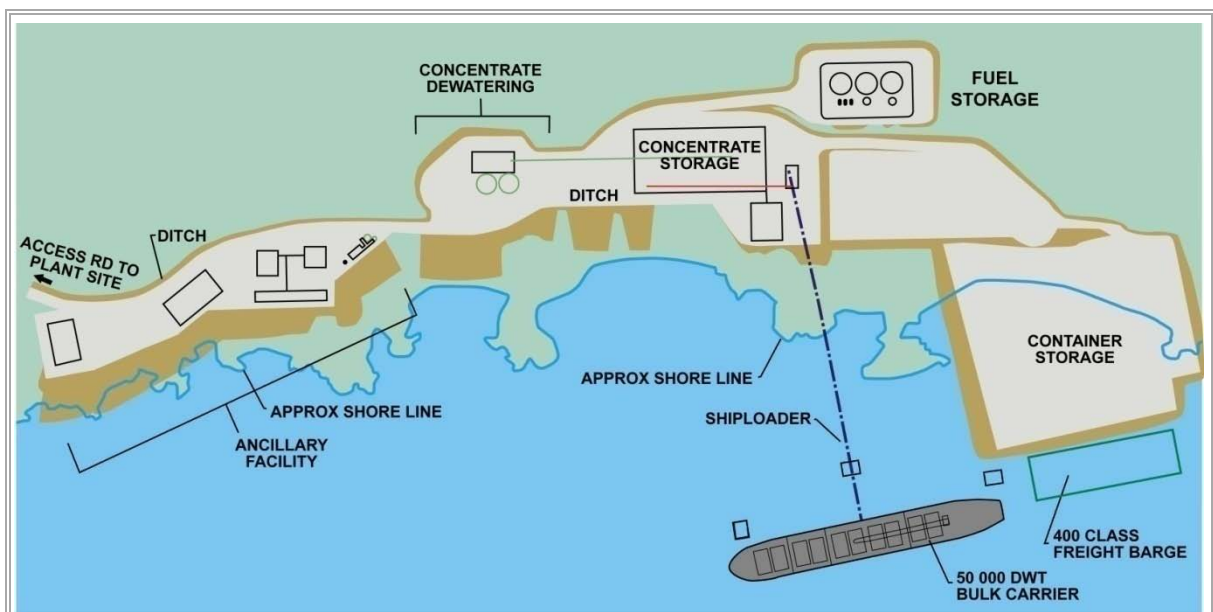 CONCENTRATE
DEWATERING
FUEL
STORAGE
CONCENTRATE
STORAGE
DITCH
DITCH
ACCESS RD TO
PLANT SITE
CONTAINER
STORAGE
APPROX SHORE LINE
APPROX SHORE LINE
SHIPLOADER
ANCILLARY
FACILITY
400 CLASS
FREIGHT BARGE
50 000 DWT
BULK CARRIER